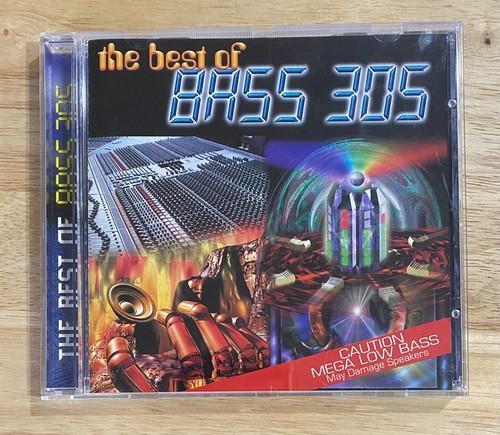 the best of
BASS 305
THE BEST OF BASS 305
CAUTION
MEGA LOW BASS
May Damage Speakers